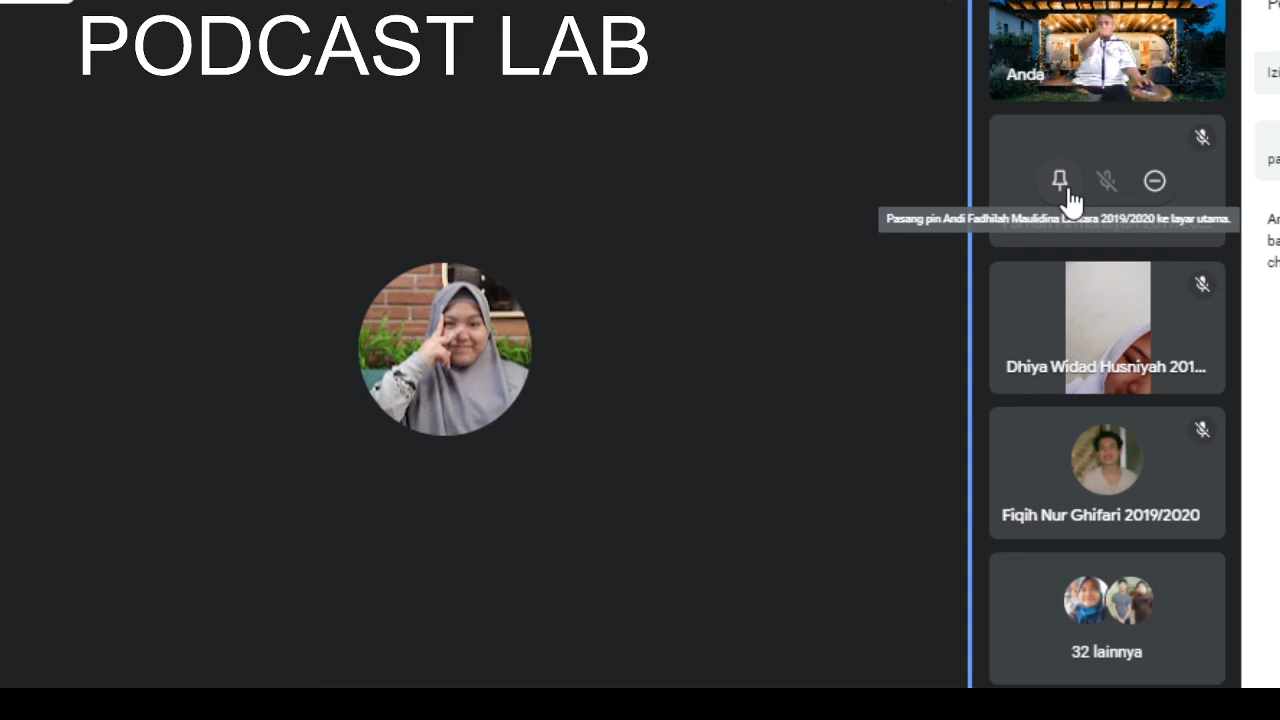 PODCAST LAB
Anda
Pasang pin Andi Fadhilah Maulidina 2019/2020 ke layar utama.
Dhiya Widad Husniyah 201...
Fiqih Nur Ghifari 2019/2020
32 lainnya